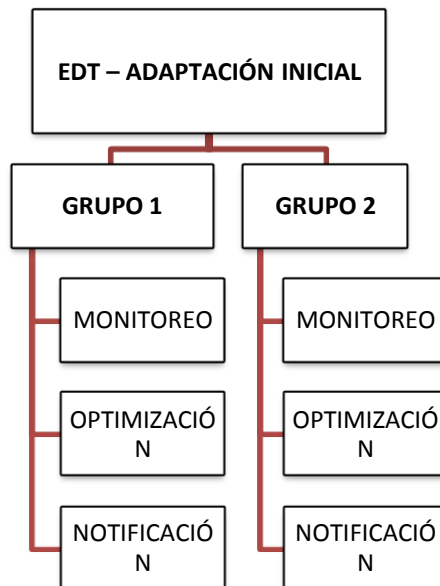 EDT – ADAPTACIÓN INICIAL
GRUPO 1
GRUPO 2
MONITOREO
MONITOREO
OPTIMIZACIÓ
N
OPTIMIZACIÓ
N
NOTIFICACIÓ
N
NOTIFICACIÓ
N